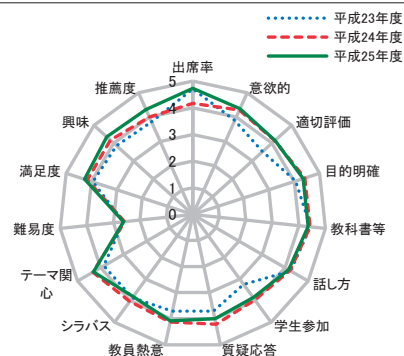 平成23年度
平成24年度
平成25年度
出席率
意欲的
適切評価
目的明確
教科書等
話し方
学生参加
質疑応答
教員熱意
シラバス
テーマ関
心
難易度
満足度
興味
推薦度
5
4
3
2
1
0